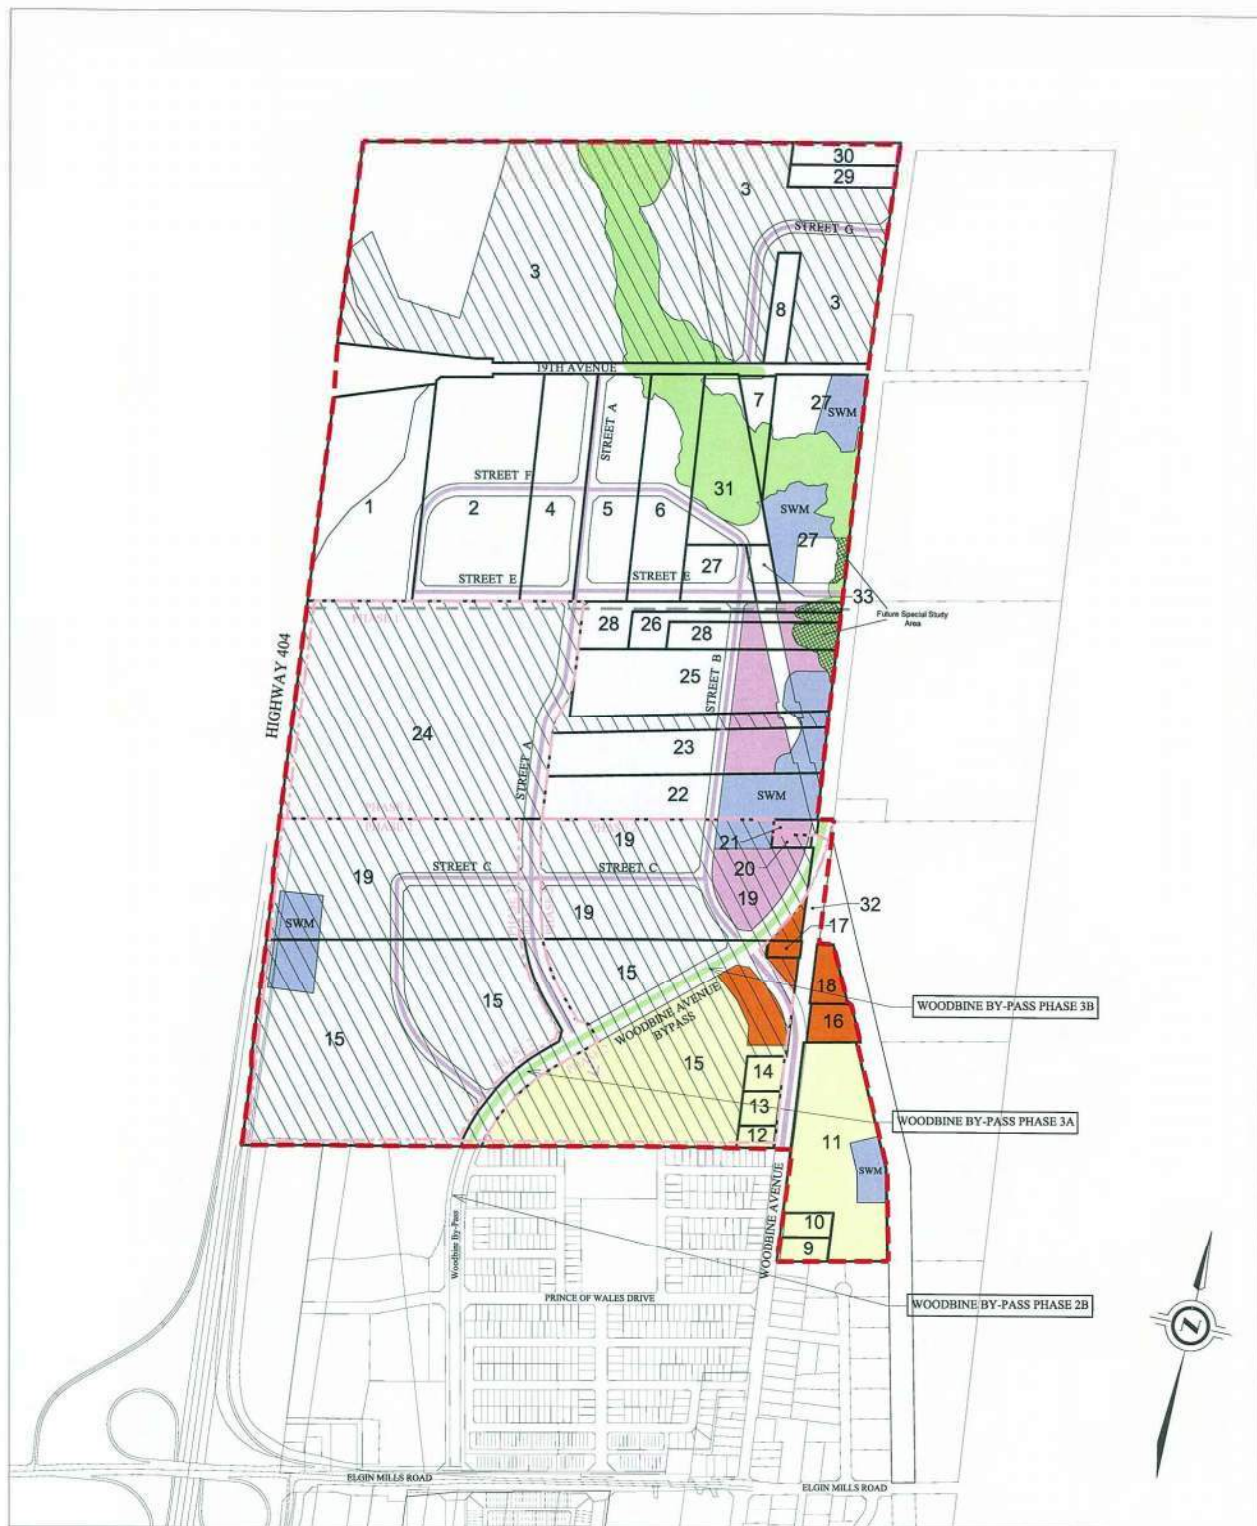 30
29
3
STREET G
3
8
3
19TH AVENUE
7
27
SWM
STREET A
STREET F
31
1
2
4
5
6
SWM
27
27
STREET E
STREET E
33
Future Special Study
Area
PHASE 1
28
26
28
HIGHWAY 404
25
STREET B
24
23
STREET A
22
SWM
19
21
STREET C
STREET C
20
19
19
19
32
SWM
17
15
18
15
WOODBINE BY-PASS PHASE 3B
16
WOODBINE AVENUE
BYPASS
15
15
14
13
12
WOODBINE BY-PASS PHASE 3A
11
SWM
WOODBINE AVENUE
Woodbine By-Pass
10
9
PRINCE OF WALES DRIVE
WOODBINE BY-PASS PHASE 2B
N
ELGIN MILLS ROAD
ELGIN MILLS ROAD